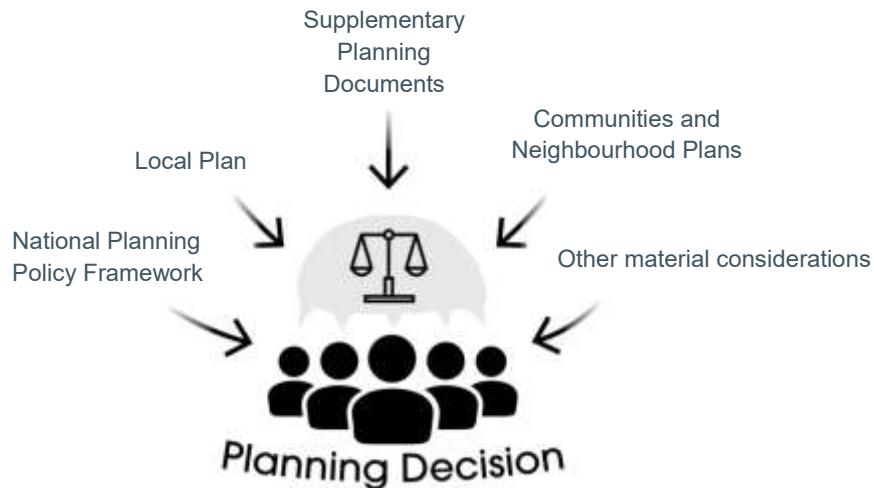 Supplementary
Planning
Documents
Communities and
Neighbourhood Plans
Local Plan
National Planning
Policy Framework
Other material considerations
Planning Decision